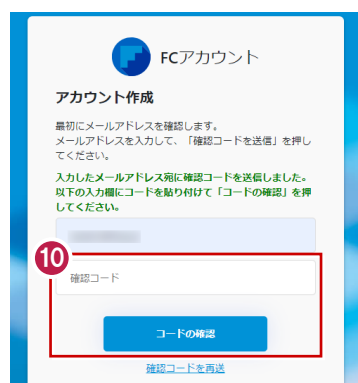 FCアカウント
アカウント作成
最初にメールアドレスを確認します。
メールアドレスを入力して、「確認コードを送信」を押し
てください。
入力したメールアドレス宛に確認コードを送信しました。
以下の入力欄にコードを貼り付けて「コードの確認」を押
してください。
10
確認コード
コードの確認
確認コードを再送